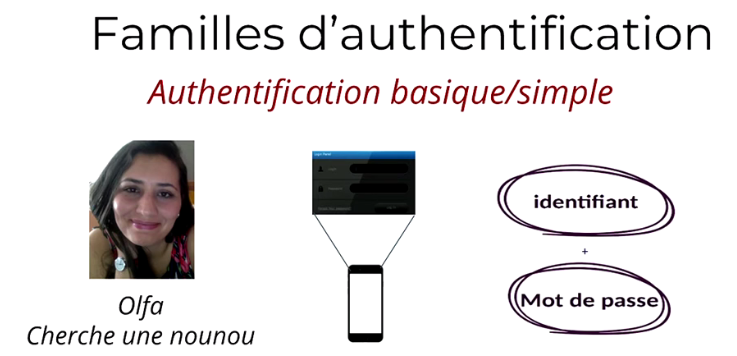 Familles d’authentification
Authentification basique/simple
identifiant
+
Mot de passe
Olfa
Cherche une nounou